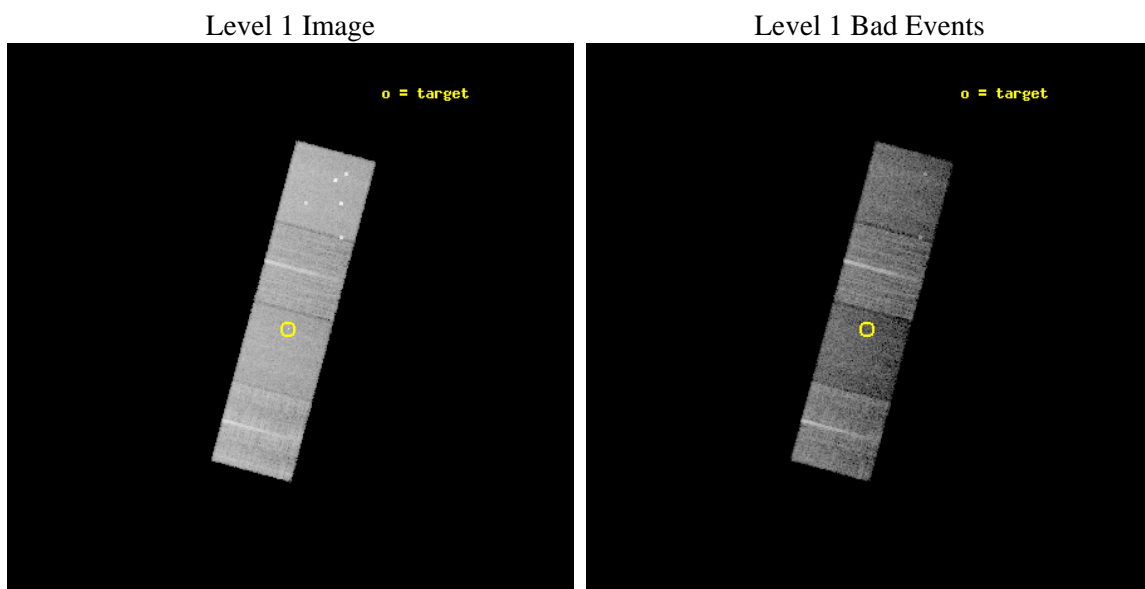 Level 1 Image
Level 1 Bad Events
o = target
o = target